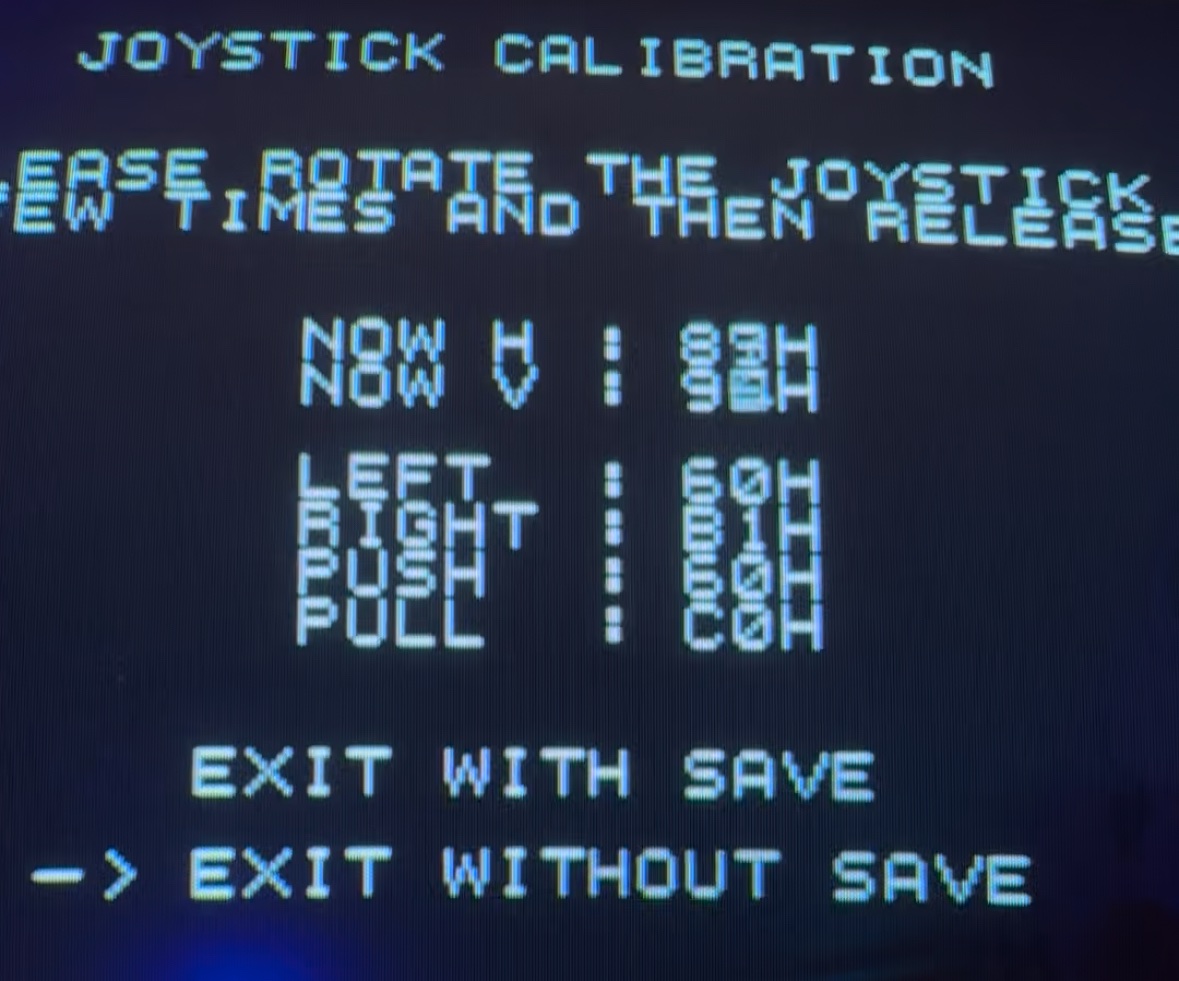 JOYSTICK CALIBRATION
EASE ROTATE THE JOYSTICK
FEW TIMES AND THEN RELEASE
NOW H :
NOW V :
LEFT : 60H
RIGHT : B1H
PUSH : 60H
PULL : C0H
EXIT WITH SAVE
-> EXIT WITHOUT SAVE